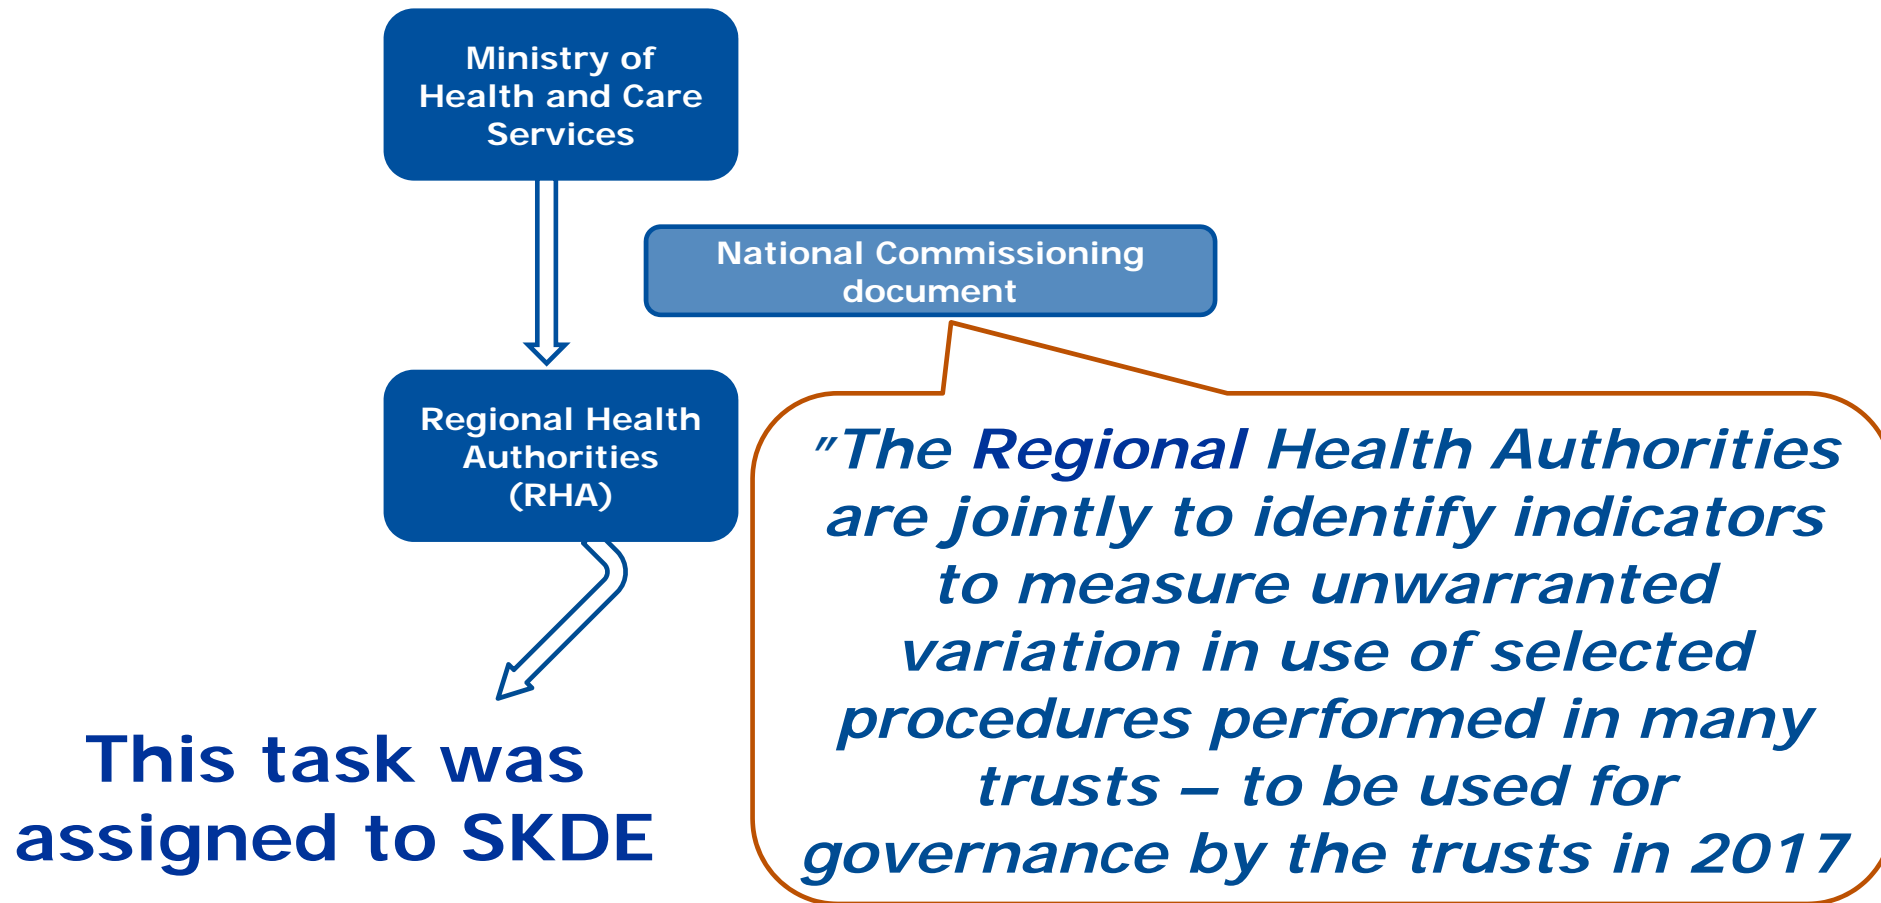 Ministry of
Health and Care
Services
National Commissioning
document
Regional Health
Authorities
(RHA)
"The Regional Health Authorities
are jointly to identify indicators
to measure unwarranted
variation in use of selected
procedures performed in many
trusts – to be used for
governance by the trusts in 2017
This task was
assigned to SKDE